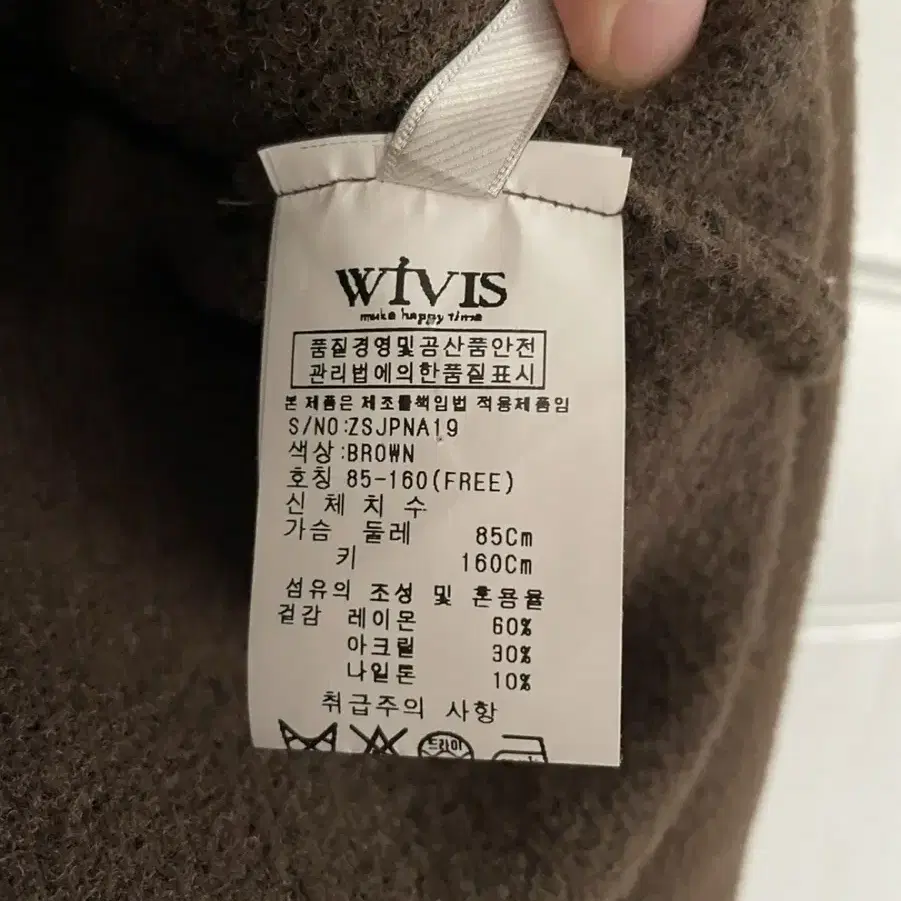 WIVIS
make happy time
품질경영및공산품안전
관리법에의한품질표시
본 제품은 제조물책임법 적용제품임
S/NO:ZSJPNA19
색상:BROWN
호칭 85-160(FREE)
신 체 치 수
가슴 둘레 85Cm
키 160Cm
섬유의 조성 및 혼용율
겉감 레이온 60%
아크릴 30%
나일론 10%
취급주의 사항
드라이